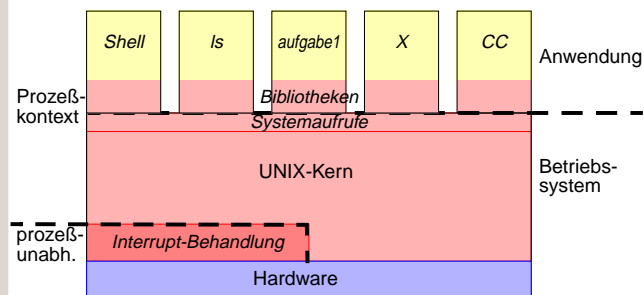 Shell
ls
aufgabe1
X
CC
Anwendung
Prozeß-
kontext
Bibliotheken
Systemaufrufe
UNIX-Kern
Betriebs-
system
prozeß-
unabh.
Interrupt-Behandlung
Hardware